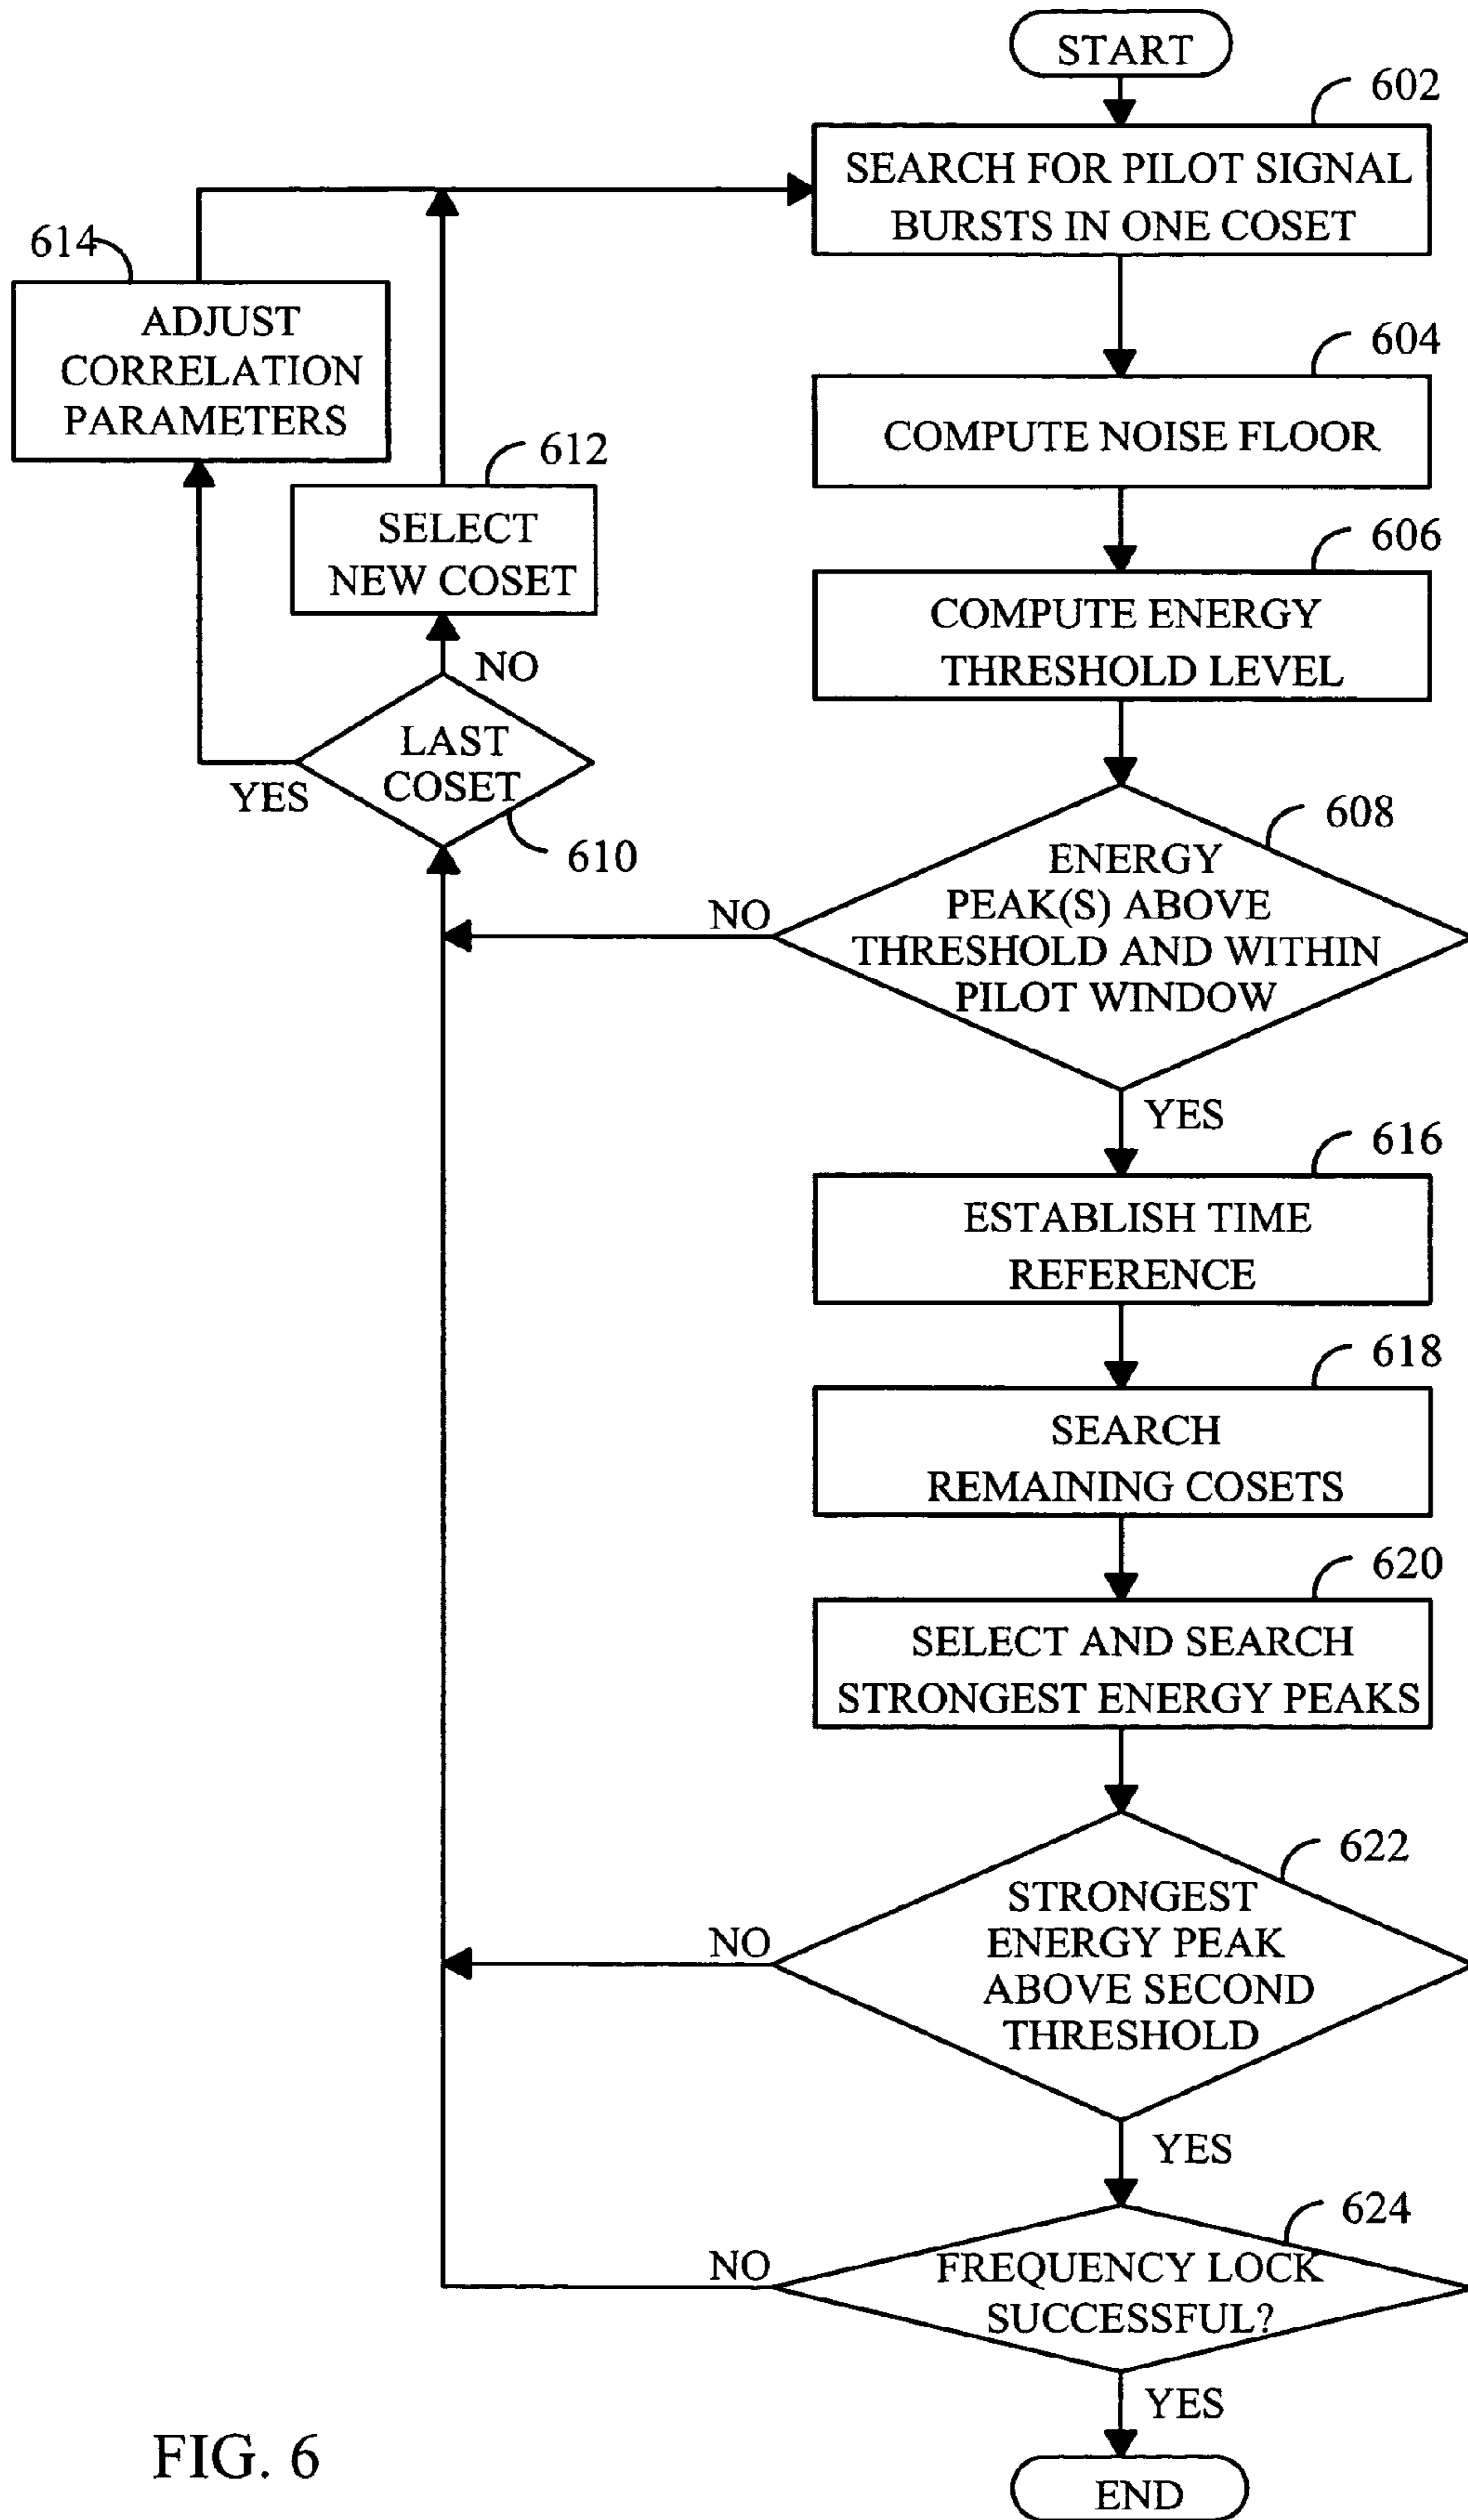 START
602
SEARCH FOR PILOT SIGNAL
BURSTS IN ONE COSET
614
ADJUST
CORRELATION
PARAMETERS
604
COMPUTE NOISE FLOOR
612
SELECT
NEW COSET
606
COMPUTE ENERGY
THRESHOLD LEVEL
NO
LAST
COSET
YES
610
608
ENERGY
PEAK(S) ABOVE
THRESHOLD AND WITHIN
PILOT WINDOW
NO
YES
616
ESTABLISH TIME
REFERENCE
618
SEARCH
REMAINING COSETS
620
SELECT AND SEARCH
STRONGEST ENERGY PEAKS
622
STRONGEST
ENERGY PEAK
ABOVE SECOND
THRESHOLD
NO
YES
624
FREQUENCY LOCK
SUCCESSFUL?
NO
YES
END
FIG. 6